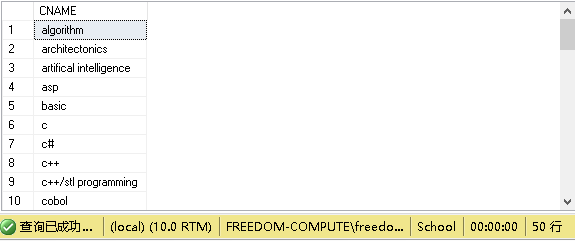 CNAME
1 algorithm
2 architectonics
3 artifical intelligence
4 asp
5 basic
6 c
7 c#
8 c++
9 c++/stl programming
10 cobol
查询已成功... (local) (10.0 RTM) FREEDOM-COMPUTE\freedo... School 00:00:00 50 行